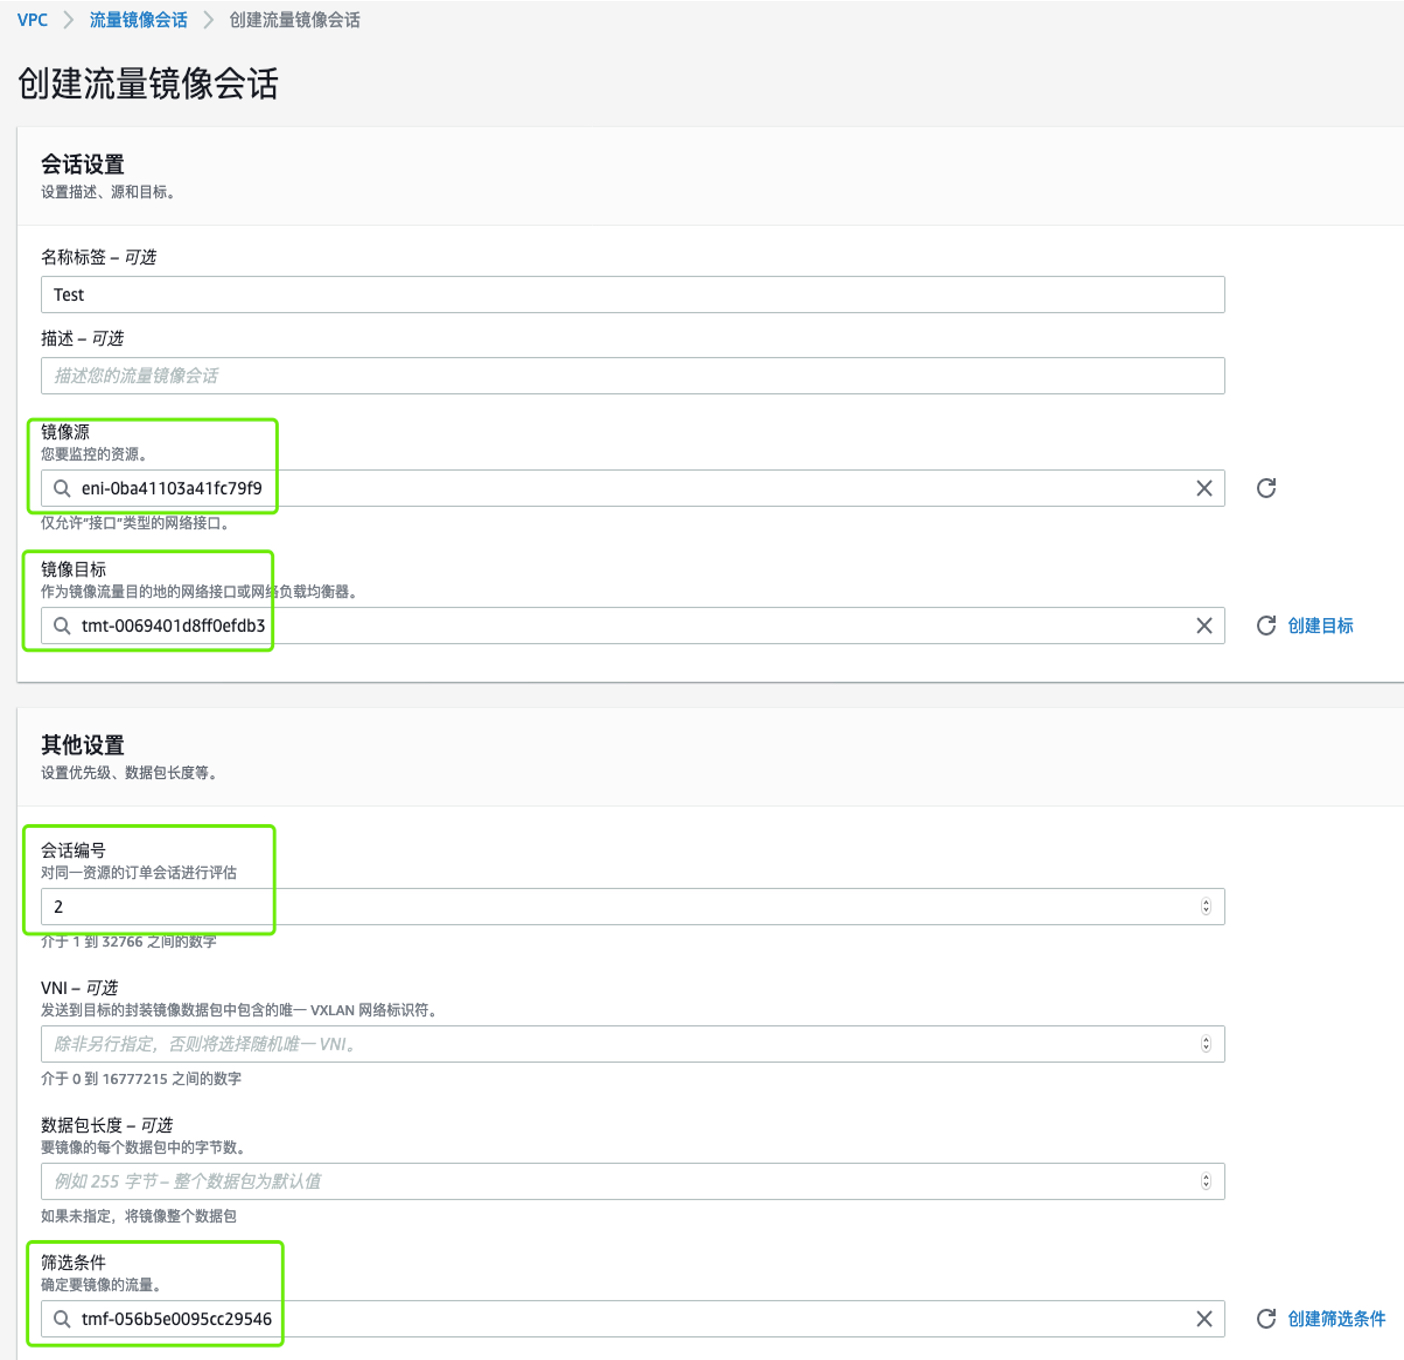 VPC > 流量镜像会话 > 创建流量镜像会话
创建流量镜像会话
会话设置
设置描述、源和目标。
名称标签 – 可选
Test
描述 – 可选
描述您的流量镜像会话
镜像源
您要监控的资源。
eni-0ba41103a41fc79f9
仅允许“接口”类型的网络接口。
镜像目标
作为镜像流量目的地的网络接口或网络负载均衡器。
tmt-0069401d8ff0efdb3
创建目标
其他设置
设置优先级、数据包长度等。
会话编号
对同一资源的订单会话进行评估
2
介于 1 到 32766 之间的数字
VNI – 可选
发送到目标的封装镜像数据包中包含的唯一 VXLAN 网络标识符。
除非另行指定，否则将选择随机唯一 VNI。
介于 0 到 16777215 之间的数字
数据包长度 – 可选
要镜像的每个数据包中的字节数。
例如 255 字节 – 整个数据包为默认值
如果未指定，将镜像整个数据包
筛选条件
确定要镜像的流量。
tmf-056b5e0095cc29546
创建筛选条件